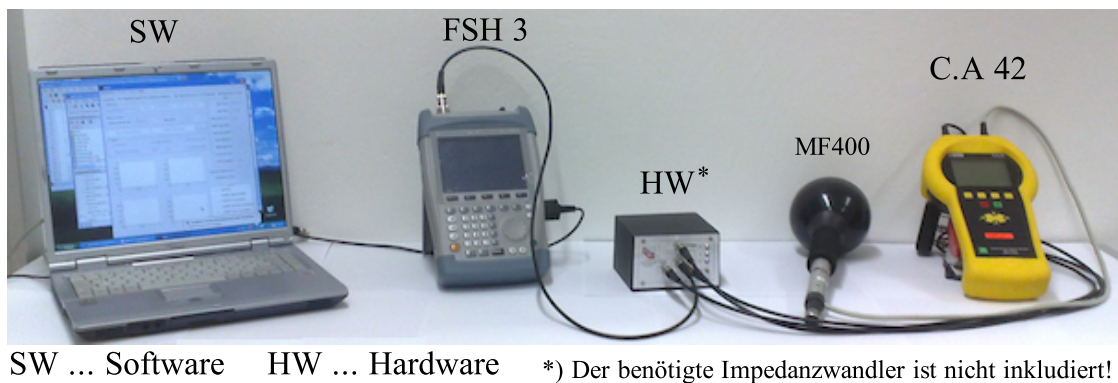 SW
FSH 3
C.A 42
MF400
HW*
SW ... Software HW ... Hardware *) Der benötigte Impedanzwandler ist nicht inkludiert!